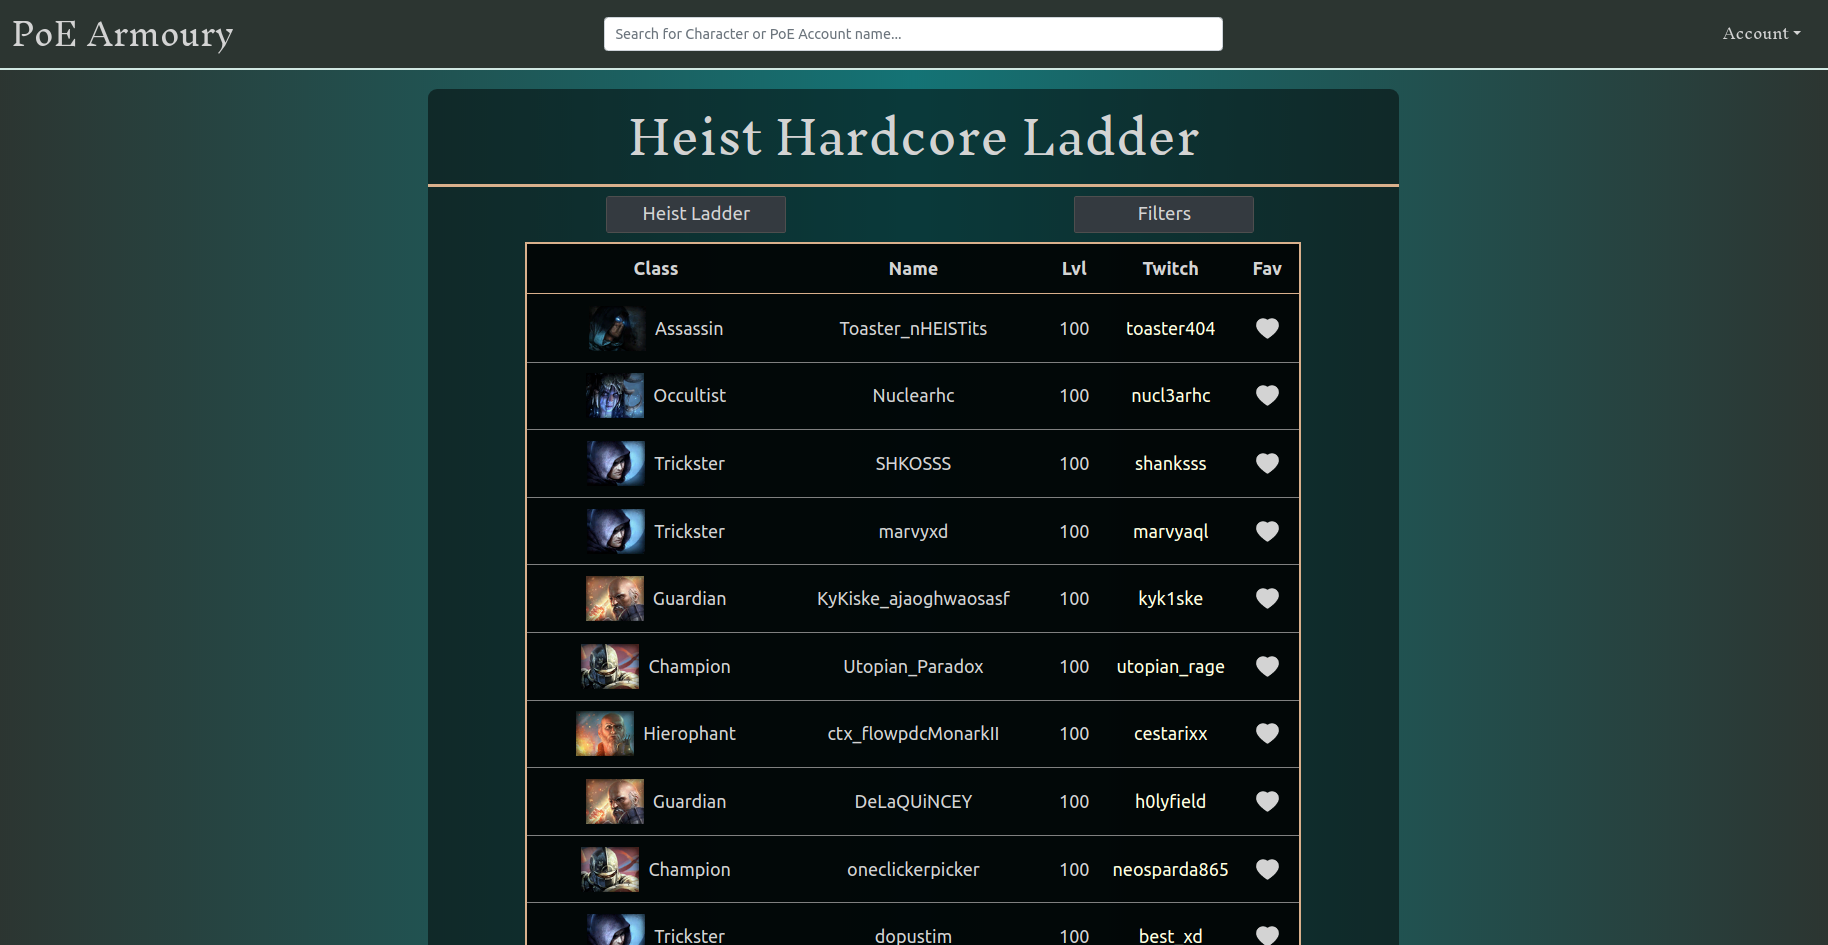 PoE Armoury
Search for Character or PoE Account name...
Account
Heist Hardcore Ladder
Heist Ladder Filters
Class Name Lvl Twitch Fav
Assassin Toaster_nHEISTits 100 toaster404
Occultist Nuclearhc 100 nucl3arhc
Trickster SHKOSSS 100 shanksss
Trickster marvyxd 100 marvyaql
Guardian KyKiske_ajaoghwaosasf 100 kyk1ske
Champion Utopian_Paradox 100 utopian_rage
Hierophant ctx_flowpdcMonarkII 100 cestarixx
Guardian DeLaQUiNCEY 100 h0lyfield
Champion oneclickerpicker 100 neosparda865
Trickster dopustim 100 best_xd